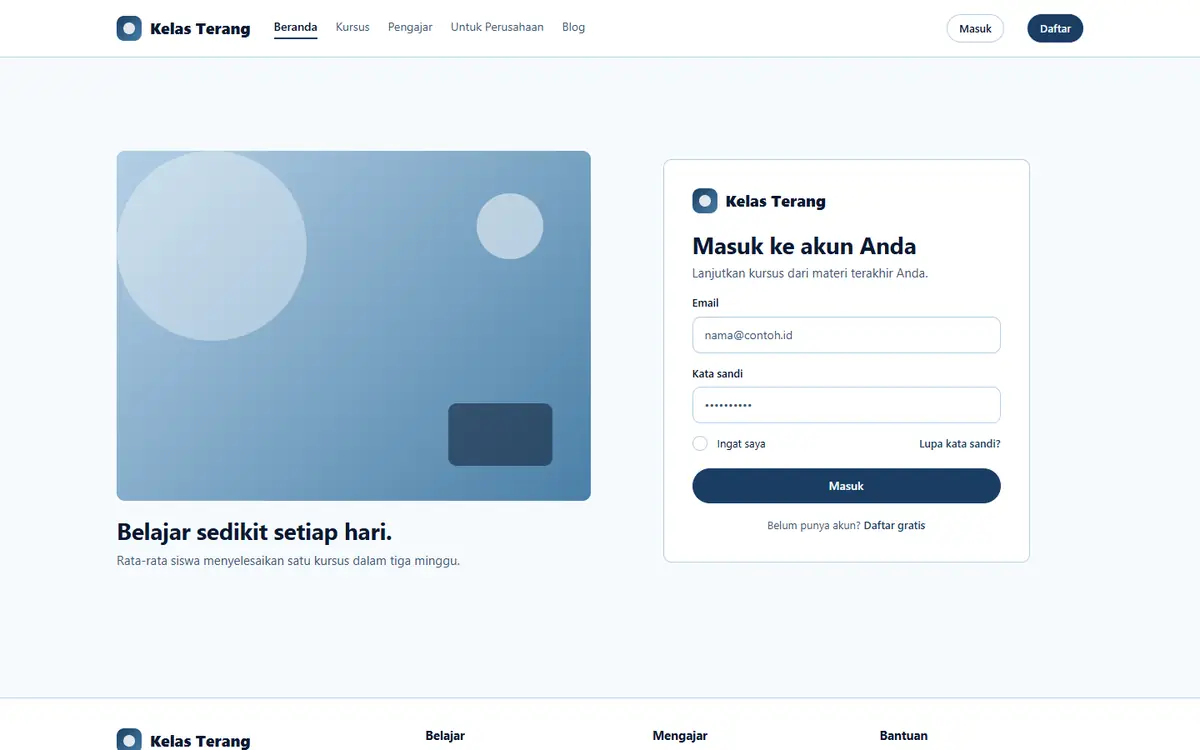 Kelas Terang
Beranda
Kursus
Pengajar
Untuk Perusahaan
Blog
Masuk
Daftar
Belajar sedikit setiap hari.
Rata-rata siswa menyelesaikan satu kursus dalam tiga minggu.
Kelas Terang
Masuk ke akun Anda
Lanjutkan kursus dari materi terakhir Anda.
Email
nama@contoh.id
Kata sandi
••••••••••
Ingat saya
Lupa kata sandi?
Masuk
Belum punya akun? Daftar gratis
Kelas Terang
Belajar
Mengajar
Bantuan